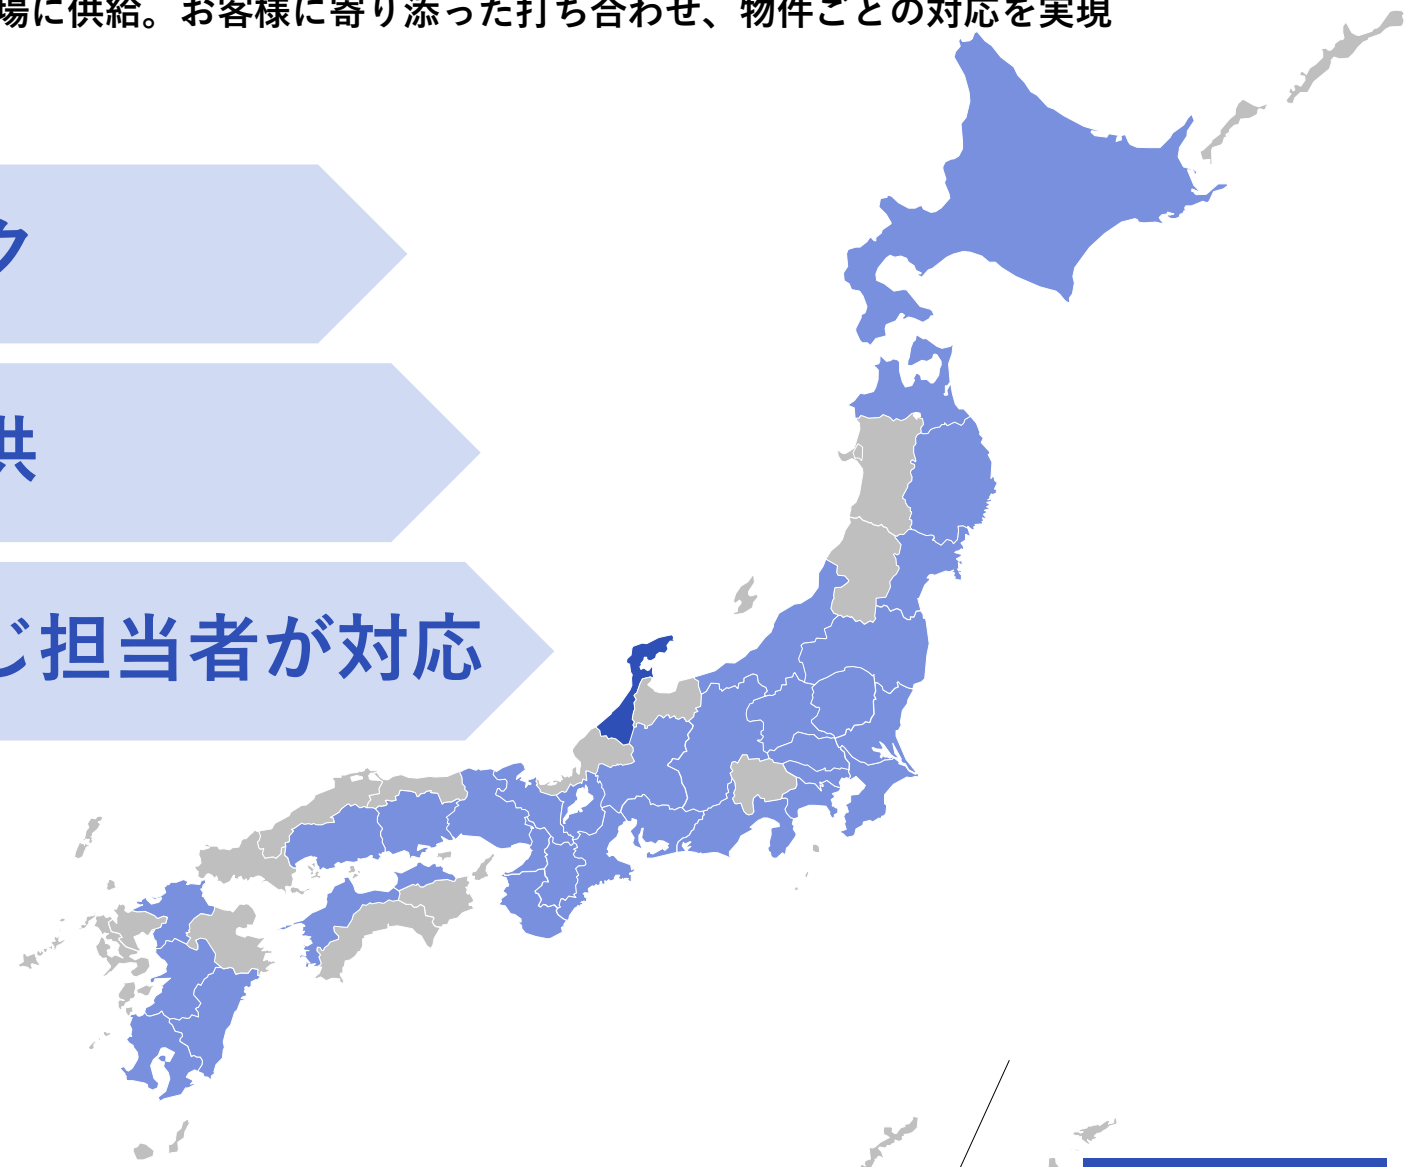 場に供給。お客様に寄り添った打ち合わせ、物件ごとの対応を実現
ク
供
じ担当者が対応